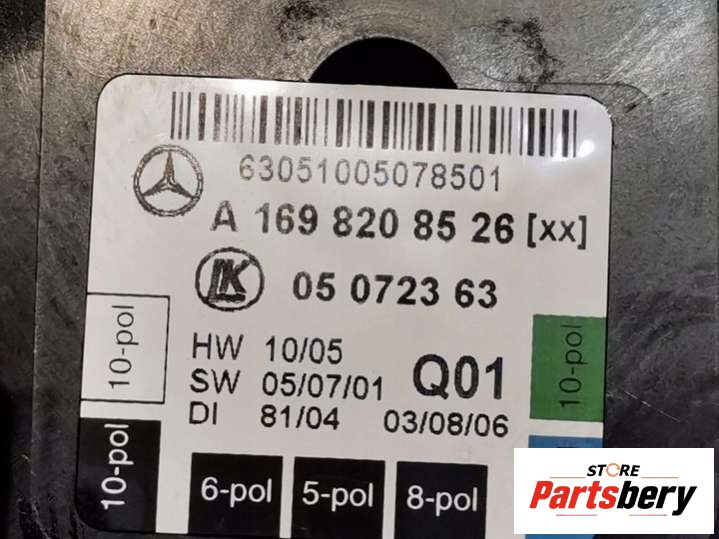 63051005078501
A 169 820 85 26 [xx]
LK 05 0723 63
HW 10/05
SW 05/07/01 Q01
DI 81/04 03/08/06
10-pol
10-pol
10-pol
6-pol 5-pol 8-pol
STORE
Partsbery